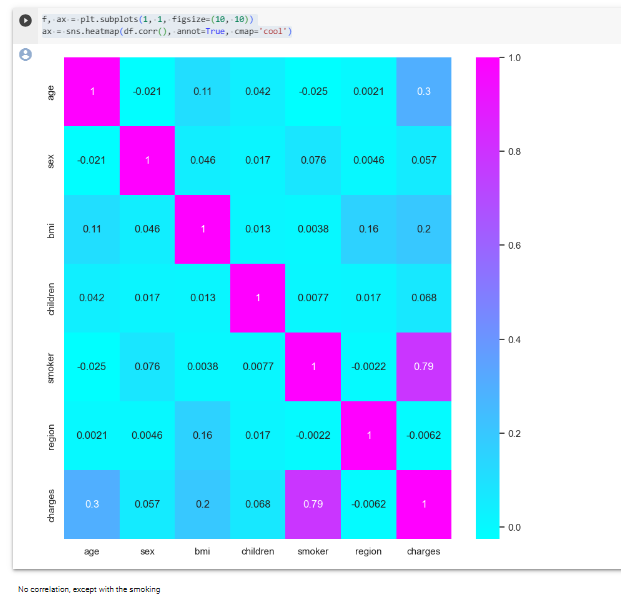 f, ax = plt.subplots(1, 1, figsize=(10, 10))
ax = sns.heatmap(df.corr(), annot=True, cmap='cool')
1.0
age 1 -0.021 0.11 0.042 -0.025 0.0021 0.3
0.8
sex -0.021 1 0.046 0.017 0.076 0.0046 0.057
bmi 0.11 0.046 1 0.013 0.0038 0.16 0.2
0.6
children 0.042 0.017 0.013 1 0.0077 0.017 0.068
0.4
smoker -0.025 0.076 0.0038 0.0077 1 -0.0022 0.79
region 0.0021 0.0046 0.16 0.017 -0.0022 1 -0.0062
0.2
charges 0.3 0.057 0.2 0.068 0.79 -0.0062 1
0.0
age sex bmi children smoker region charges
No correlation, except with the smoking